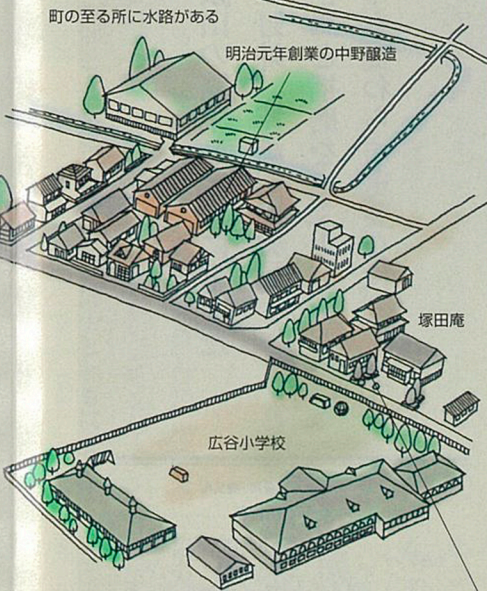 町の至る所に水路がある
明治元年創業の中野醸造
塚田庵
広谷小学校